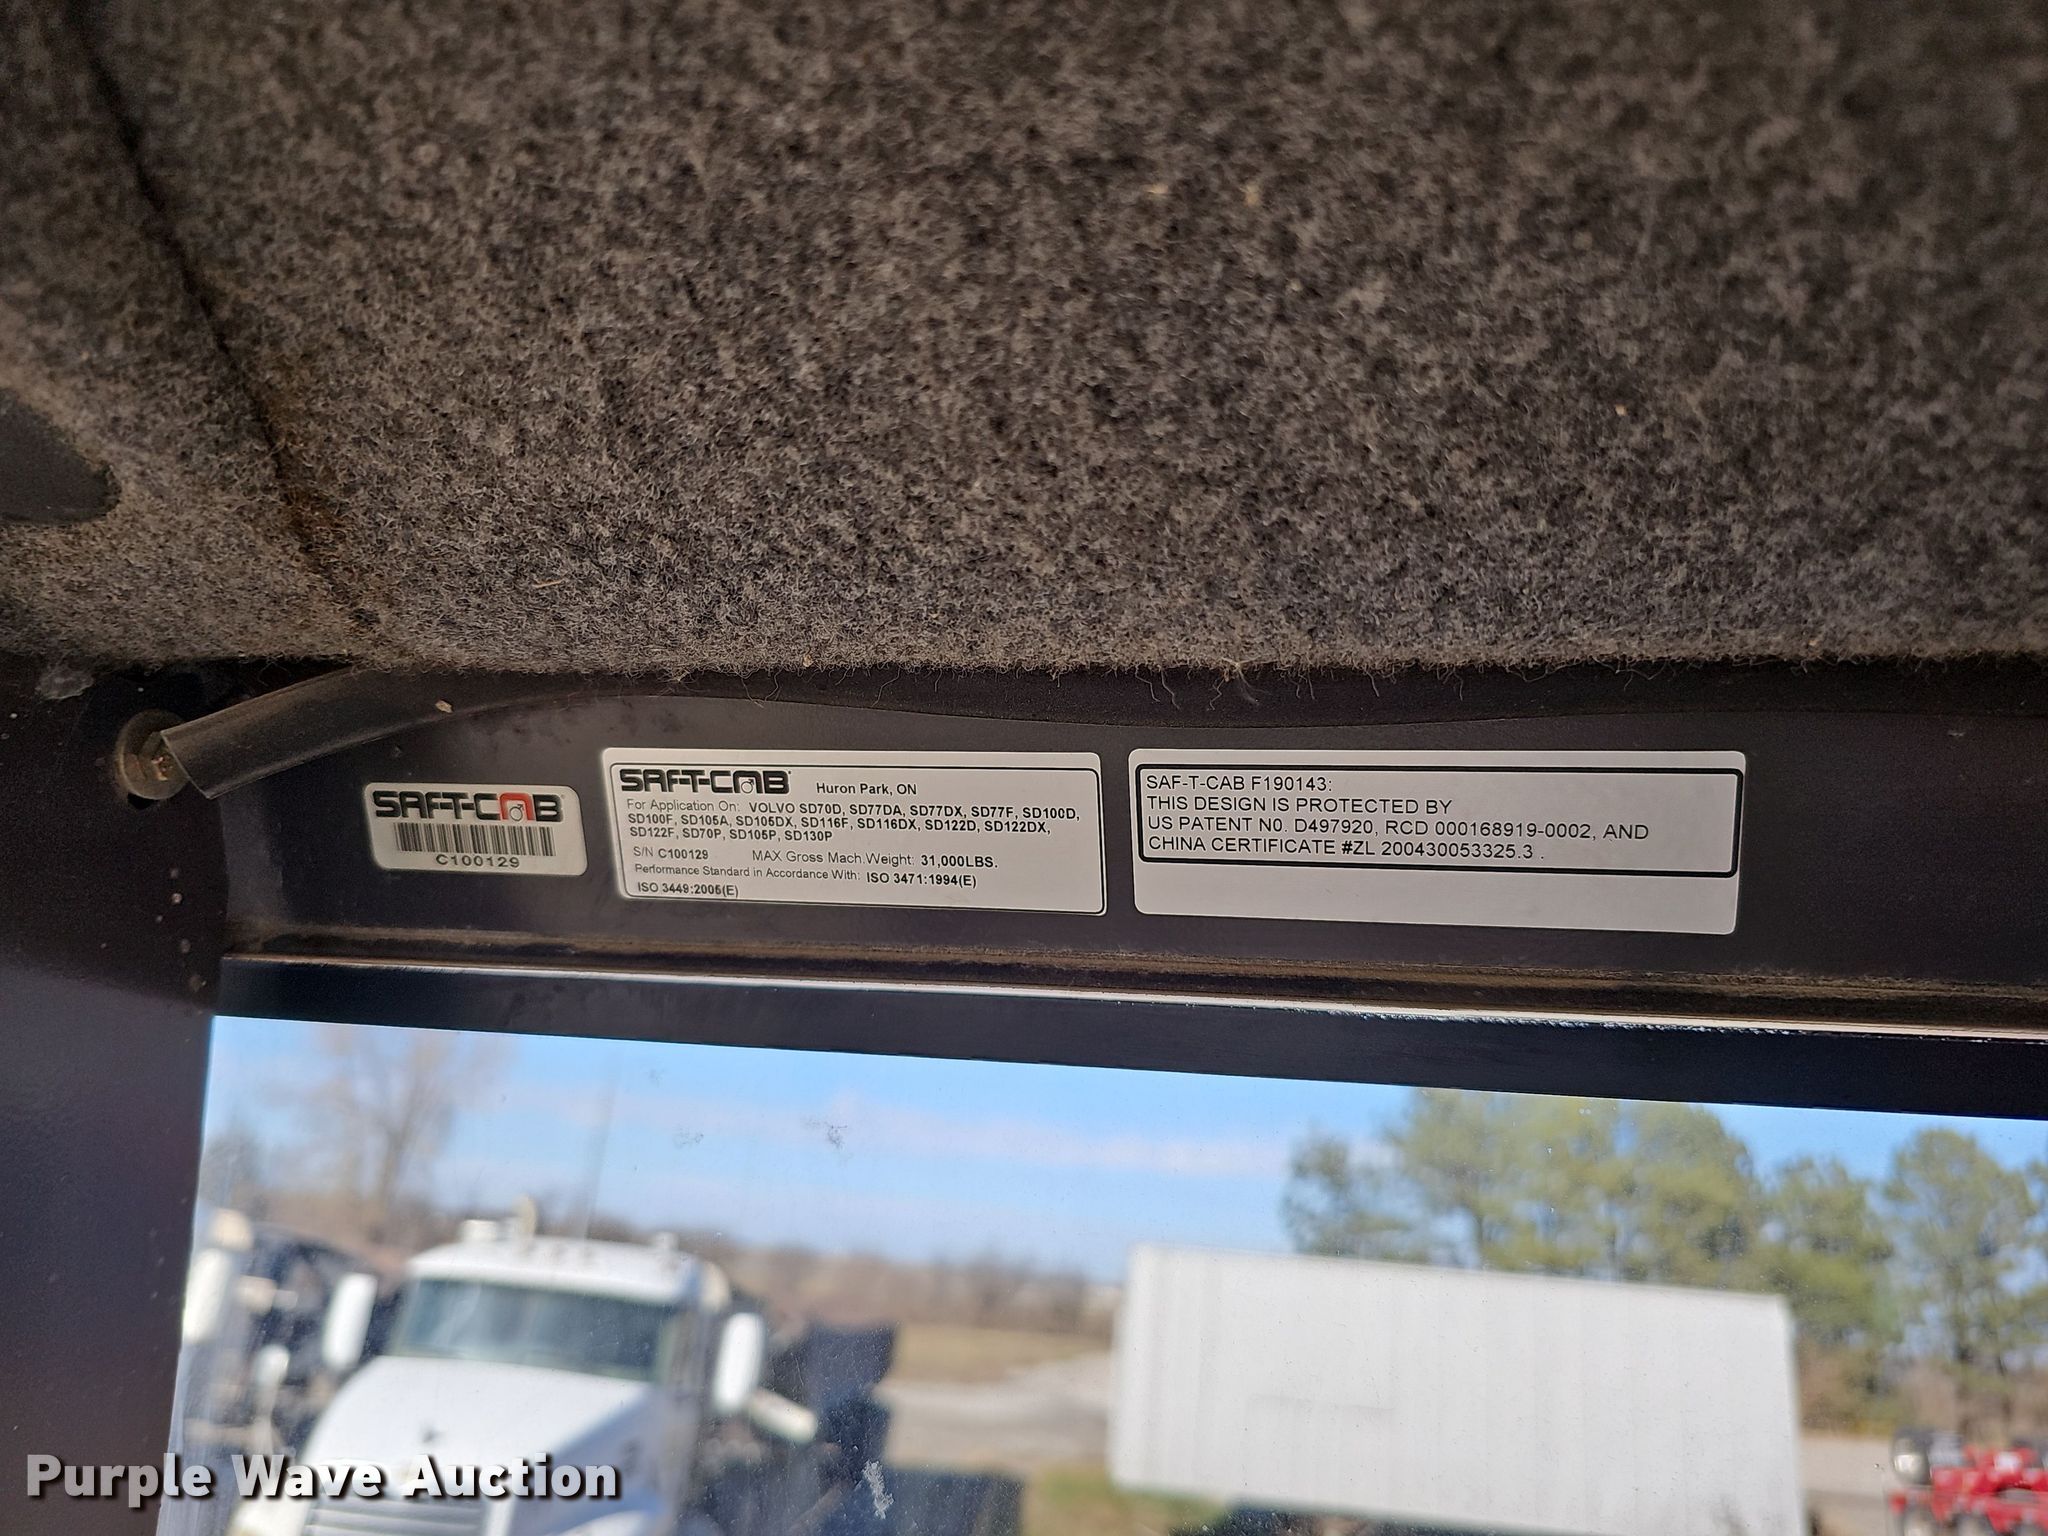 SAF-T-CAB
C100129
SAF-T-CAB Huron Park, ON
For Application On: VOLVO SD70D, SD77DA, SD77DX, SD77F, SD100D,
SD100F, SD105A, SD105DX, SD116F, SD116DX, SD122D, SD122DX,
SD122F, SD70P, SD105P, SD130P
S/N C100129 MAX Gross Mach.Weight: 31,000LBS.
Performance Standard in Accordance With: ISO 3471:1994(E)
ISO 3449:2005(E)
SAF-T-CAB F190143:
THIS DESIGN IS PROTECTED BY
US PATENT N0. D497920, RCD 000168919-0002, AND
CHINA CERTIFICATE #ZL 200430053325.3 .
Purple Wave Auction